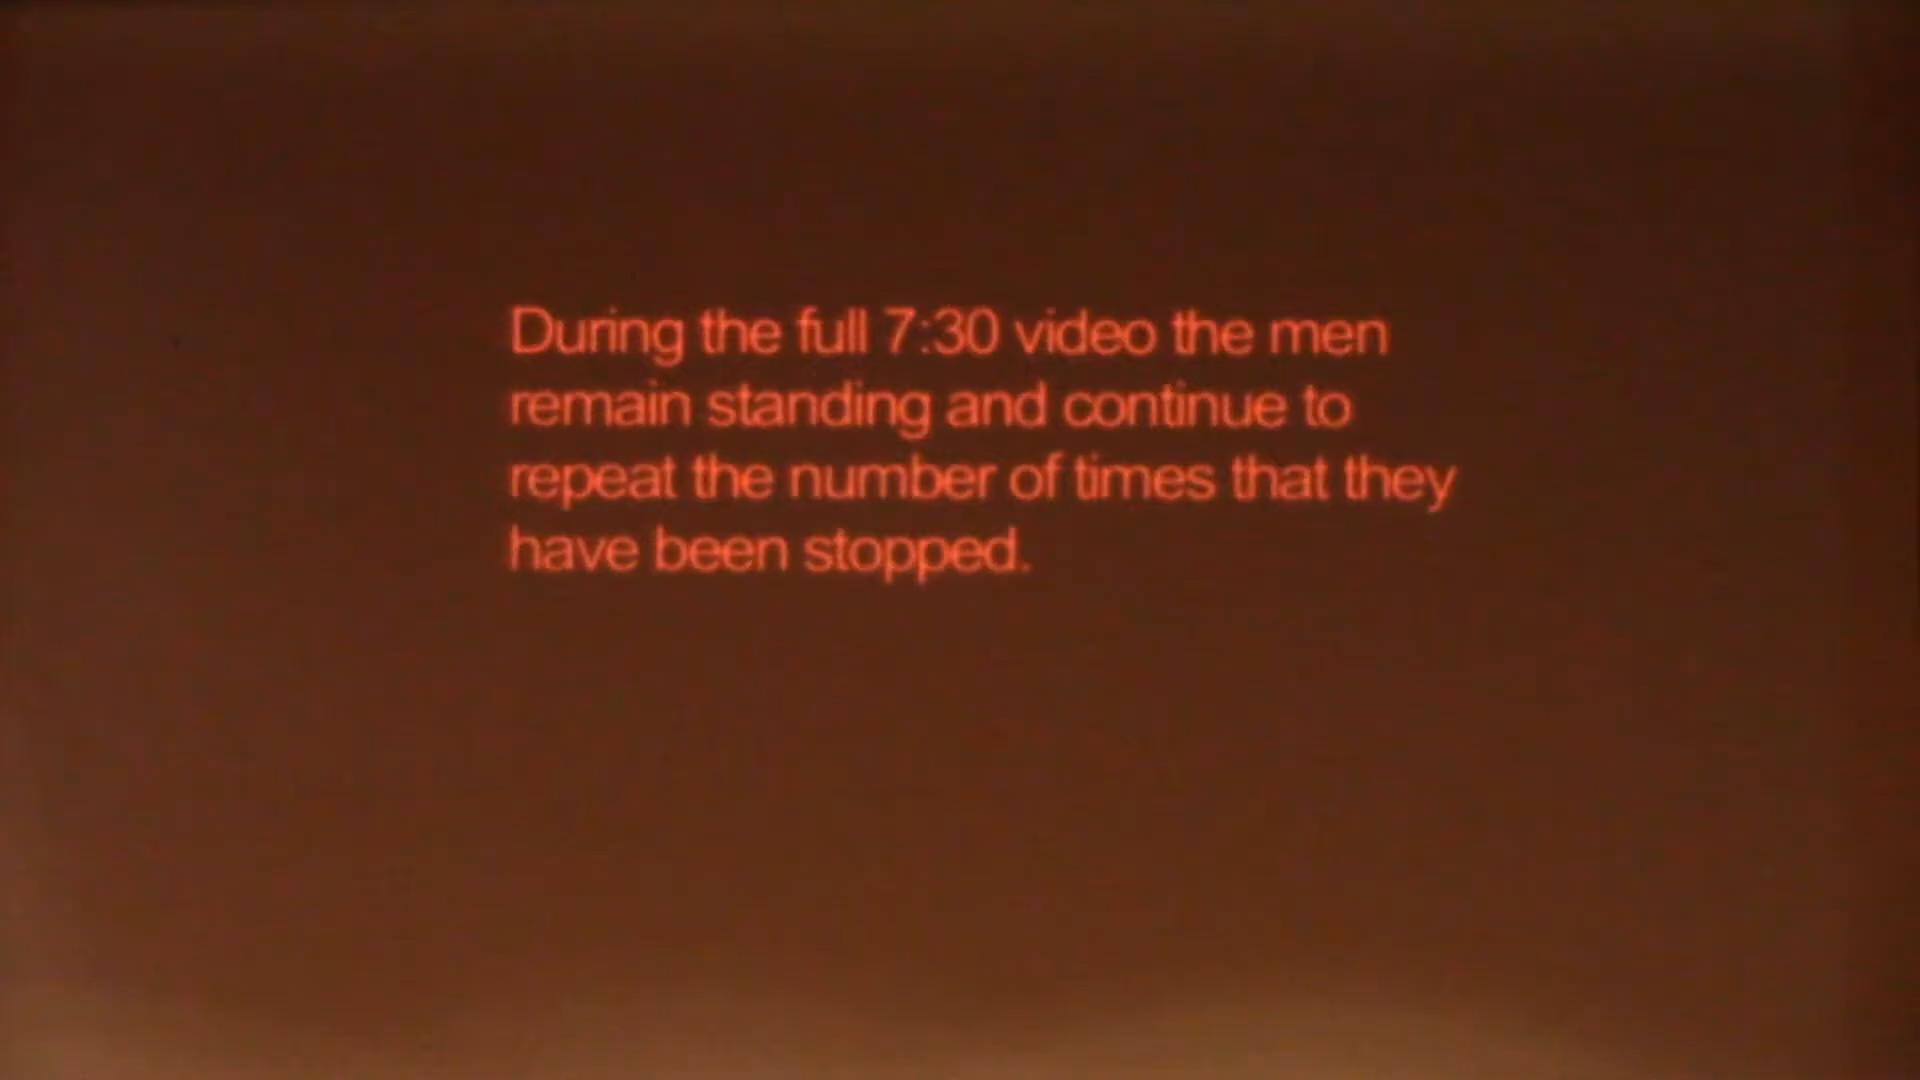 During the full 7:30 video the men
remain standing and continue to
repeat the number of times that they
have been stopped.